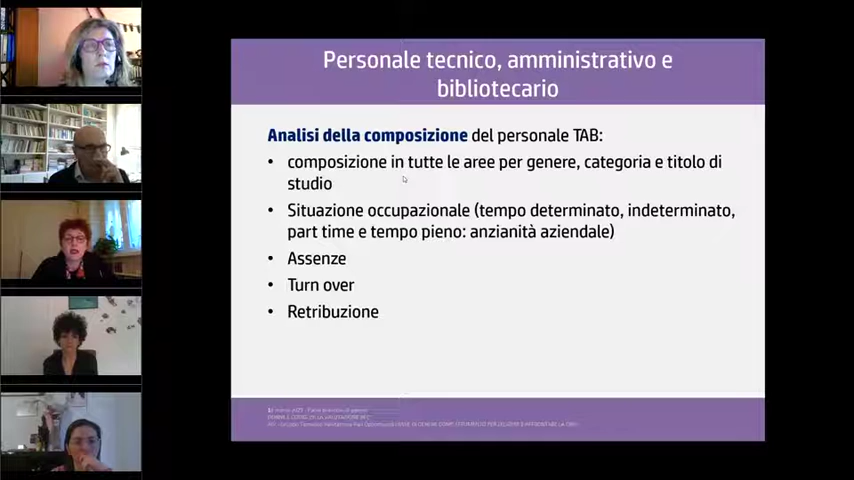 Personale tecnico, amministrativo e
bibliotecario
Analisi della composizione del personale TAB:
• composizione in tutte le aree per genere, categoria e titolo di
studio
• Situazione occupazionale (tempo determinato, indeterminato,
part time e tempo pieno: anzianità aziendale)
• Assenze
• Turn over
• Retribuzione